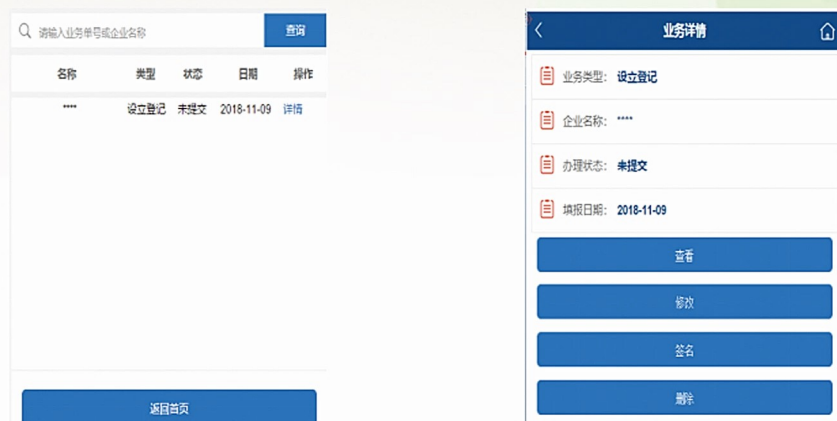 请输入业务单号或企业名称 查询
名称 类型 状态 日期 操作
**** 设立登记 未提交 2018-11-09 详情
返回首页
业务详情
业务类型： 设立登记
企业名称： ****
办理状态： 未提交
填报日期： 2018-11-09
查看
修改
签名
删除